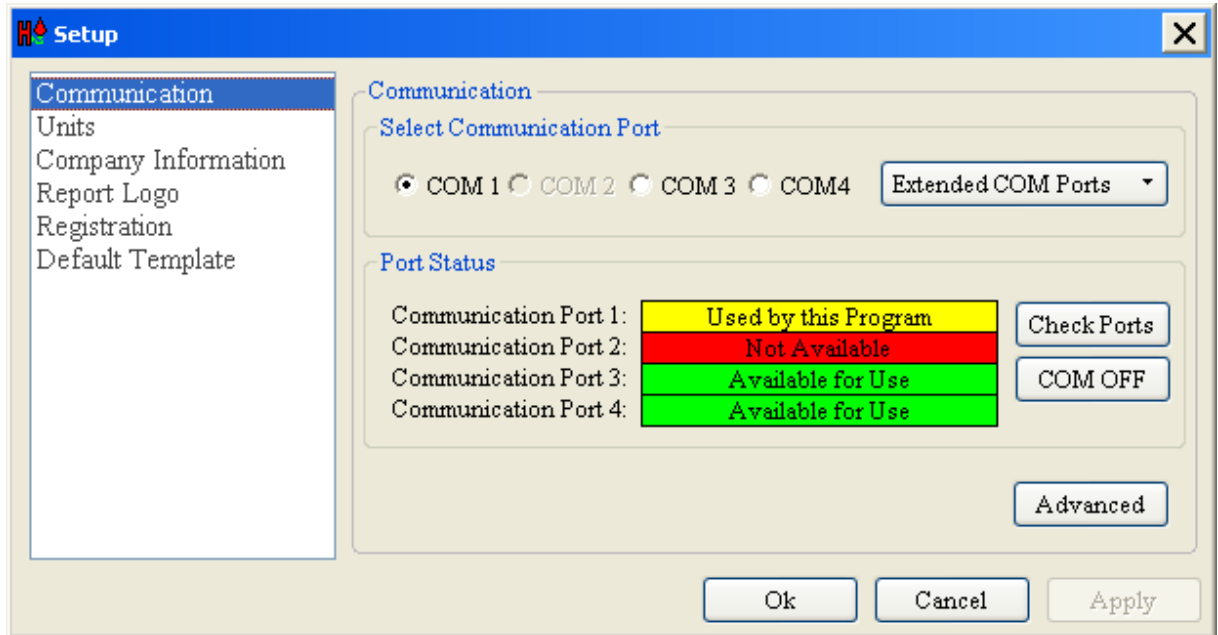 Setup
Communication
Units
Company Information
Report Logo
Registration
Default Template
Communication
Select Communication Port
COM 1 COM 2 COM 3 COM4 Extended COM Ports
Port Status
Communication Port 1: Used by this Program
Communication Port 2: Not Available
Communication Port 3: Available for Use
Communication Port 4: Available for Use
Check Ports
COM OFF
Advanced
Ok Cancel Apply